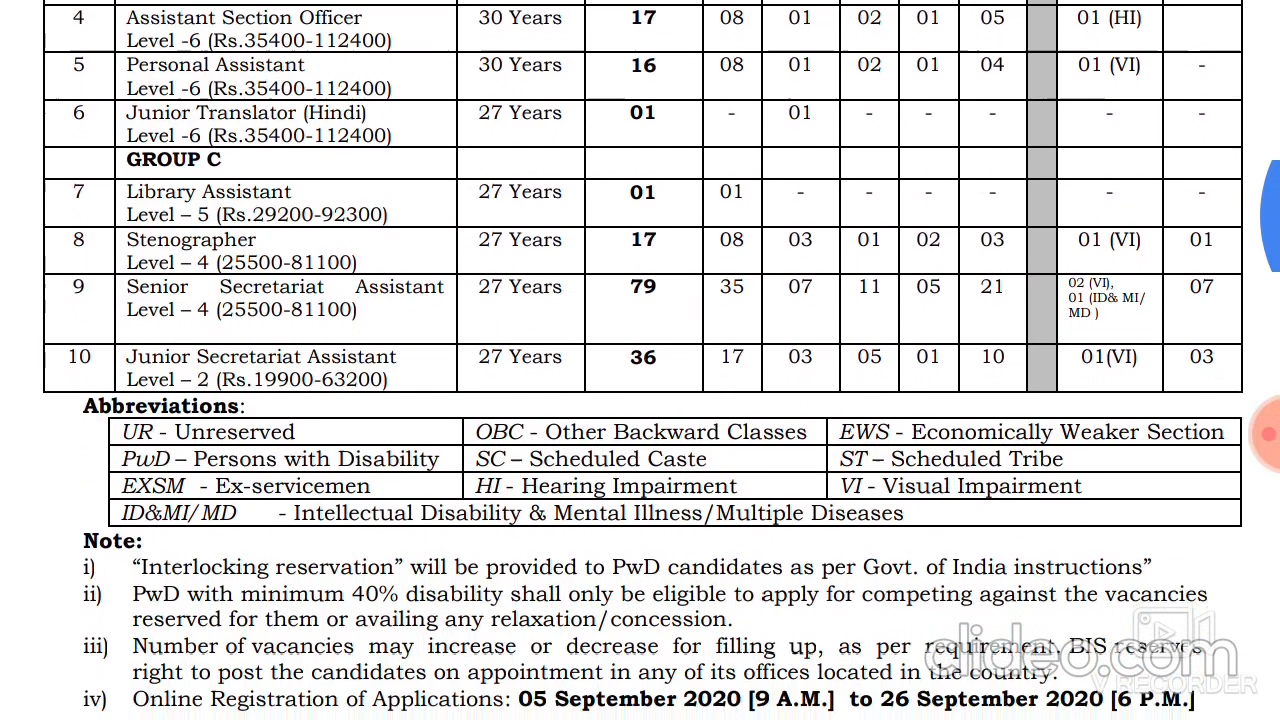 4 Assistant Section Officer 30 Years 17 08 01 02 01 05 01 (HI)
Level -6 (Rs.35400-112400)
5 Personal Assistant 30 Years 16 08 01 02 01 04 01 (VI) -
Level -6 (Rs.35400-112400)
6 Junior Translator (Hindi) 27 Years 01 - 01 - - - - -
Level -6 (Rs.35400-112400)
GROUP C
7 Library Assistant 27 Years 01 01 - - - - - -
Level – 5 (Rs.29200-92300)
8 Stenographer 27 Years 17 08 03 01 02 03 01 (VI) 01
Level – 4 (25500-81100)
9 Senior Secretariat Assistant 27 Years 79 35 07 11 05 21 02 (VI), 07
Level – 4 (25500-81100) 01 (ID& MI/
MD )
10 Junior Secretariat Assistant 27 Years 36 17 03 05 01 10 01(VI) 03
Level – 2 (Rs.19900-63200)
Abbreviations:
UR - Unreserved OBC - Other Backward Classes EWS - Economically Weaker Section
PwD – Persons with Disability SC – Scheduled Caste ST – Scheduled Tribe
EXSM - Ex-servicemen HI - Hearing Impairment VI - Visual Impairment
ID&MI/MD - Intellectual Disability & Mental Illness/Multiple Diseases
Note:
i) “Interlocking reservation” will be provided to PwD candidates as per Govt. of India instructions”
ii) PwD with minimum 40% disability shall only be eligible to apply for competing against the vacancies
reserved for them or availing any relaxation/concession.
iii) Number of vacancies may increase or decrease for filling up, as per requirement. BIS reserves
right to post the candidates on appointment in any of its offices located in the country.
clideo.com
iv) Online Registration of Applications: 05 September 2020 [9 A.M.] to 26 September 2020 [6 P.M.]
V RECORDER